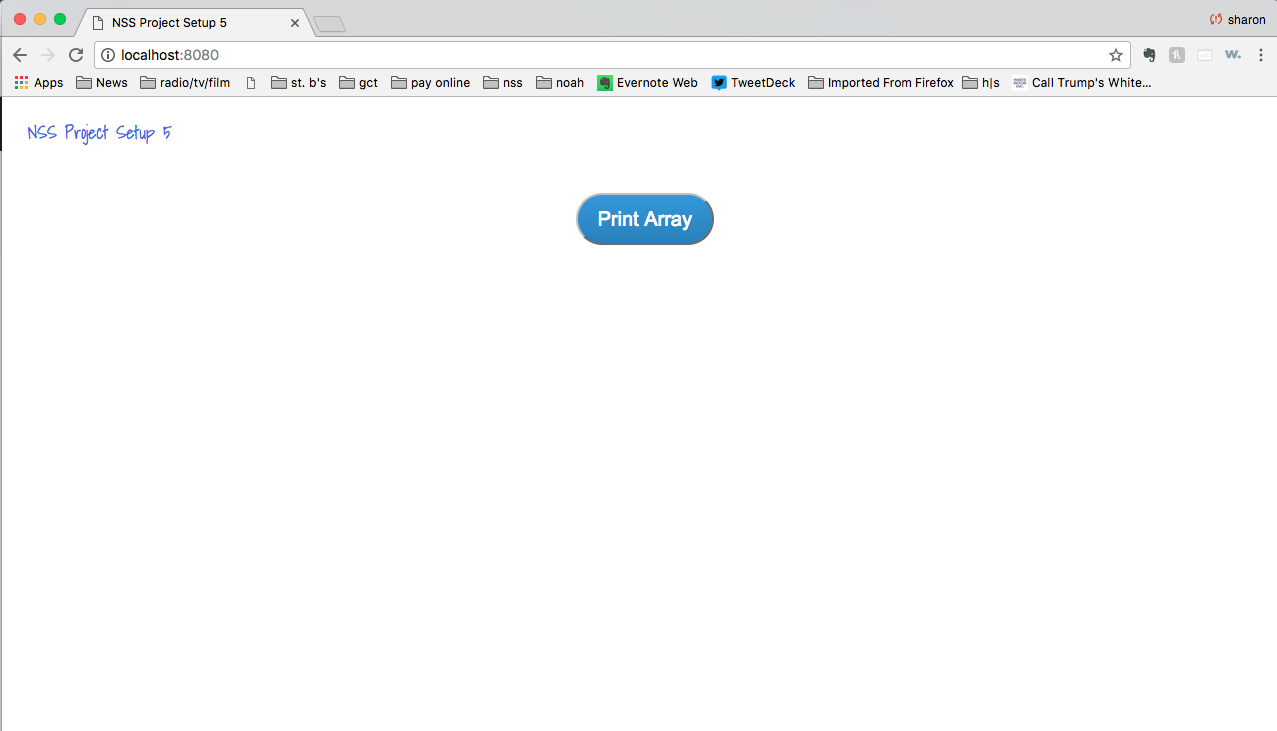 NSS Project Setup 5
sharon
localhost:8080
Apps News radio/tv/film st. b's gct pay online nss noah Evernote Web TweetDeck Imported From Firefox h|s Call Trump's White...
NSS Project Setup 5
Print Array